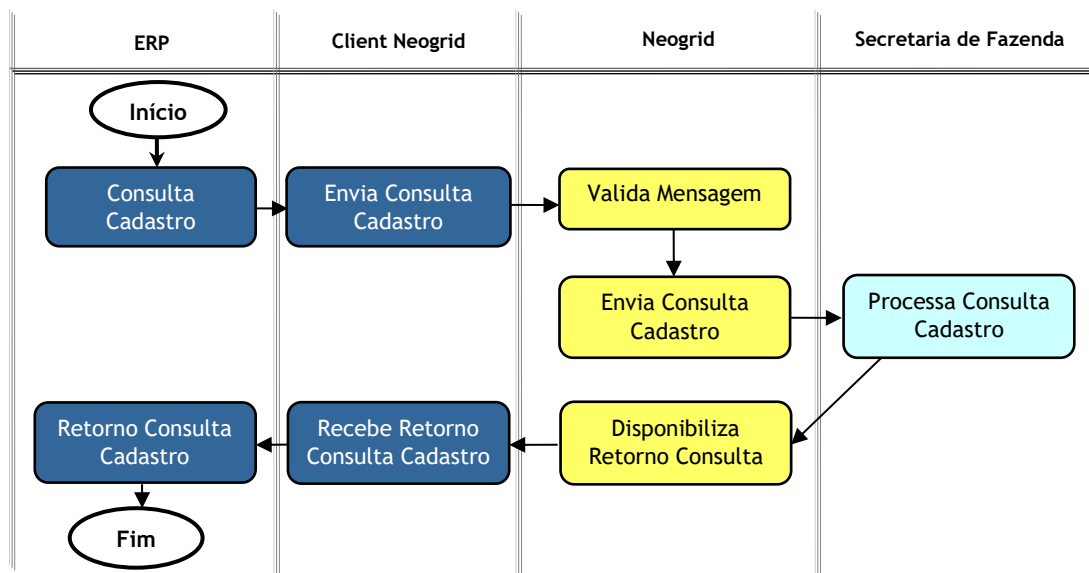 ERP
Client Neogrid
Neogrid
Secretaria de Fazenda
Início
Consulta
Cadastro
Envia Consulta
Cadastro
Valida Mensagem
Envia Consulta
Cadastro
Processa Consulta
Cadastro
Retorno Consulta
Cadastro
Recebe Retorno
Consulta Cadastro
Disponibiliza
Retorno Consulta
Fim